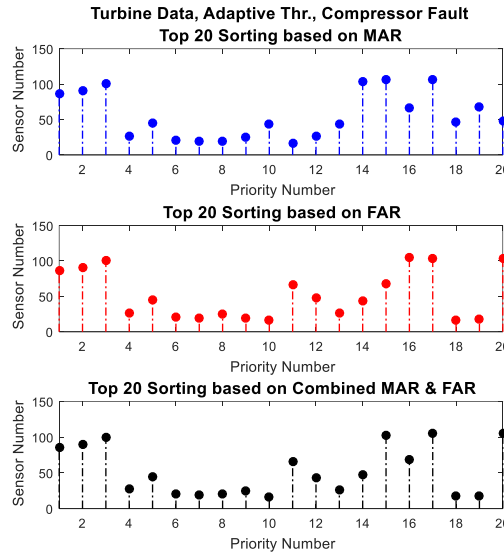 Turbine Data, Adaptive Thr., Compressor Fault
Top 20 Sorting based on MAR
150
100
50
0
Sensor Number
2 4 6 8 10 12 14 16 18 20
Priority Number
Top 20 Sorting based on FAR
150
100
50
0
Sensor Number
2 4 6 8 10 12 14 16 18 20
Priority Number
Top 20 Sorting based on Combined MAR & FAR
150
100
50
0
Sensor Number
2 4 6 8 10 12 14 16 18 20
Priority Number